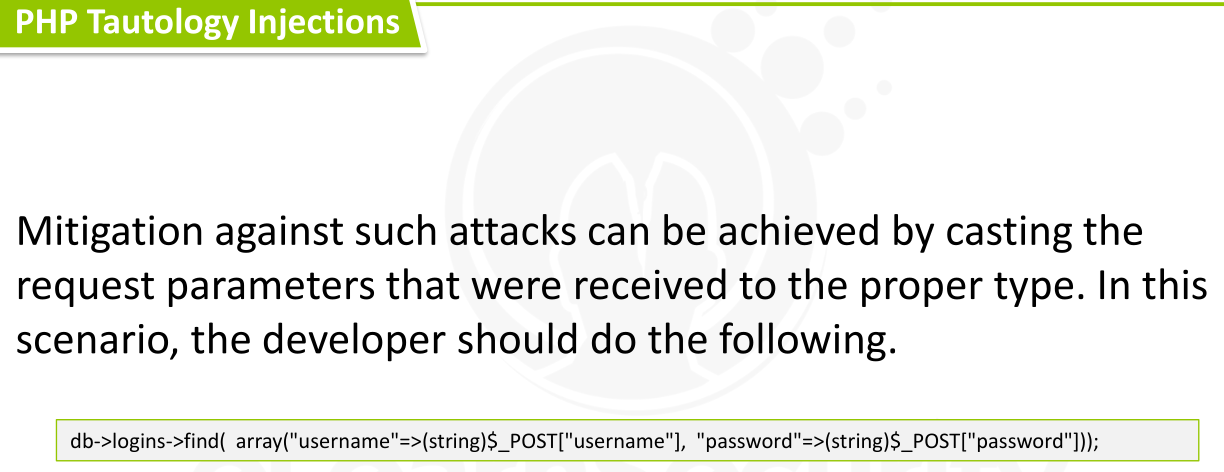 PHP Tautology Injections
Mitigation against such attacks can be achieved by casting the
request parameters that were received to the proper type. In this
scenario, the developer should do the following.
db->logins->find( array("username"=>(string)$_POST["username"], "password"=>(string)$_POST["password"]));